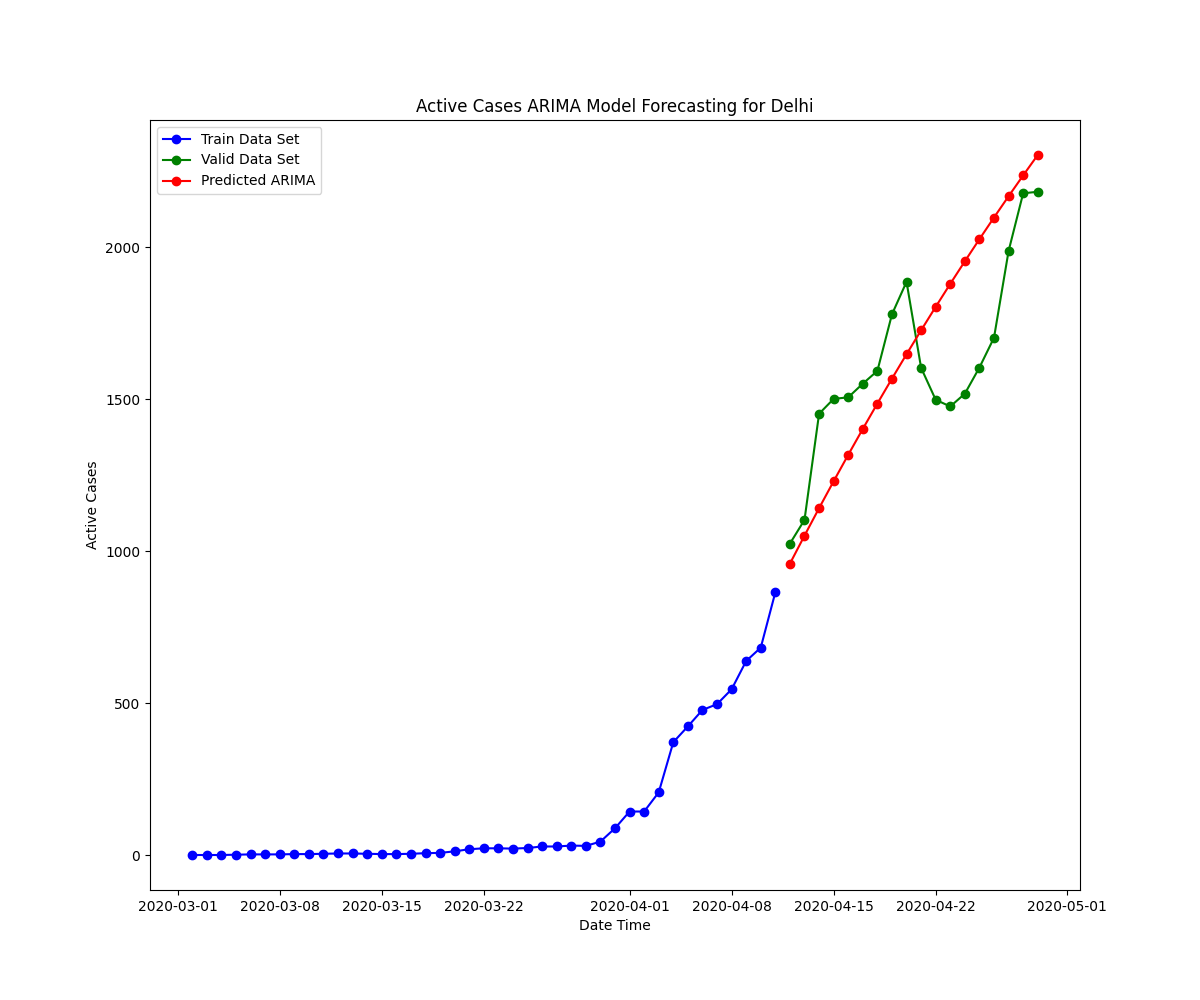 Active Cases ARIMA Model Forecasting for Delhi
Train Data Set
Valid Data Set
Predicted ARIMA
2000
1500
1000
500
0
Active Cases
2020-03-01 2020-03-08 2020-03-15 2020-03-22 2020-04-01 2020-04-08 2020-04-15 2020-04-22 2020-05-01
Date Time